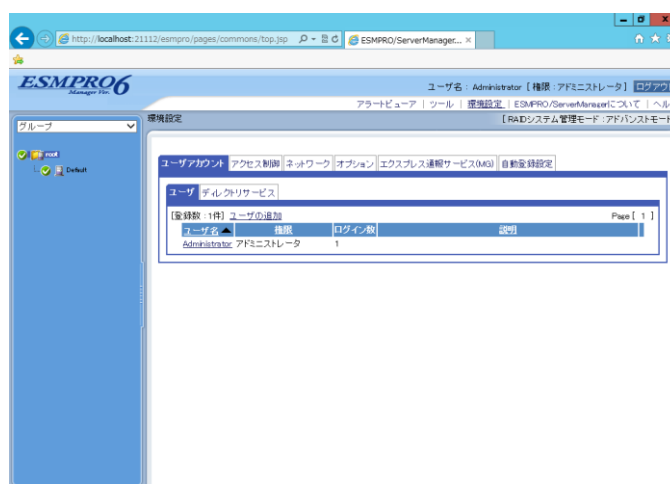 http://localhost:21112/esmpro/pages/commons/top.jsp
ESMPRO/ServerManager... ×
ESMPRO6
Manager Ver.
ユーザ名 : Administrator [ 権限 : アドミニストレータ ]
アラートビューア | ツール | 環境設定 | ESMPRO/ServerManagerについて | ヘル
グループ
環境設定
[ RAIDシステム管理モード : アドバンストモード
root
Default
ユーザアカウント アクセス制御 ネットワーク オプション エクスプレス通報サービス(MG) 自動登録設定
ユーザ ディレクトリサービス
[登録数 : 1件] ユーザの追加 Page [ 1 ]
ユーザ名▲ 権限 ログイン数 説明
Administrator アドミニストレータ 1